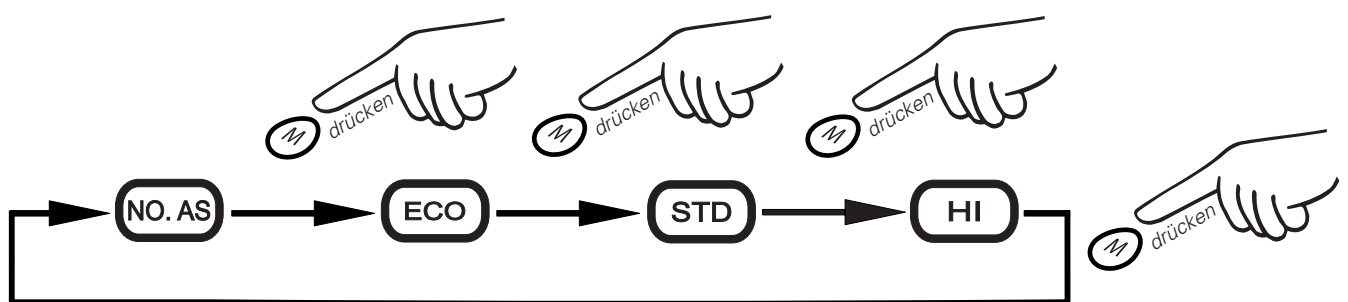 M drücken
M drücken
M drücken
M drücken
NO. AS
ECO
STD
HI